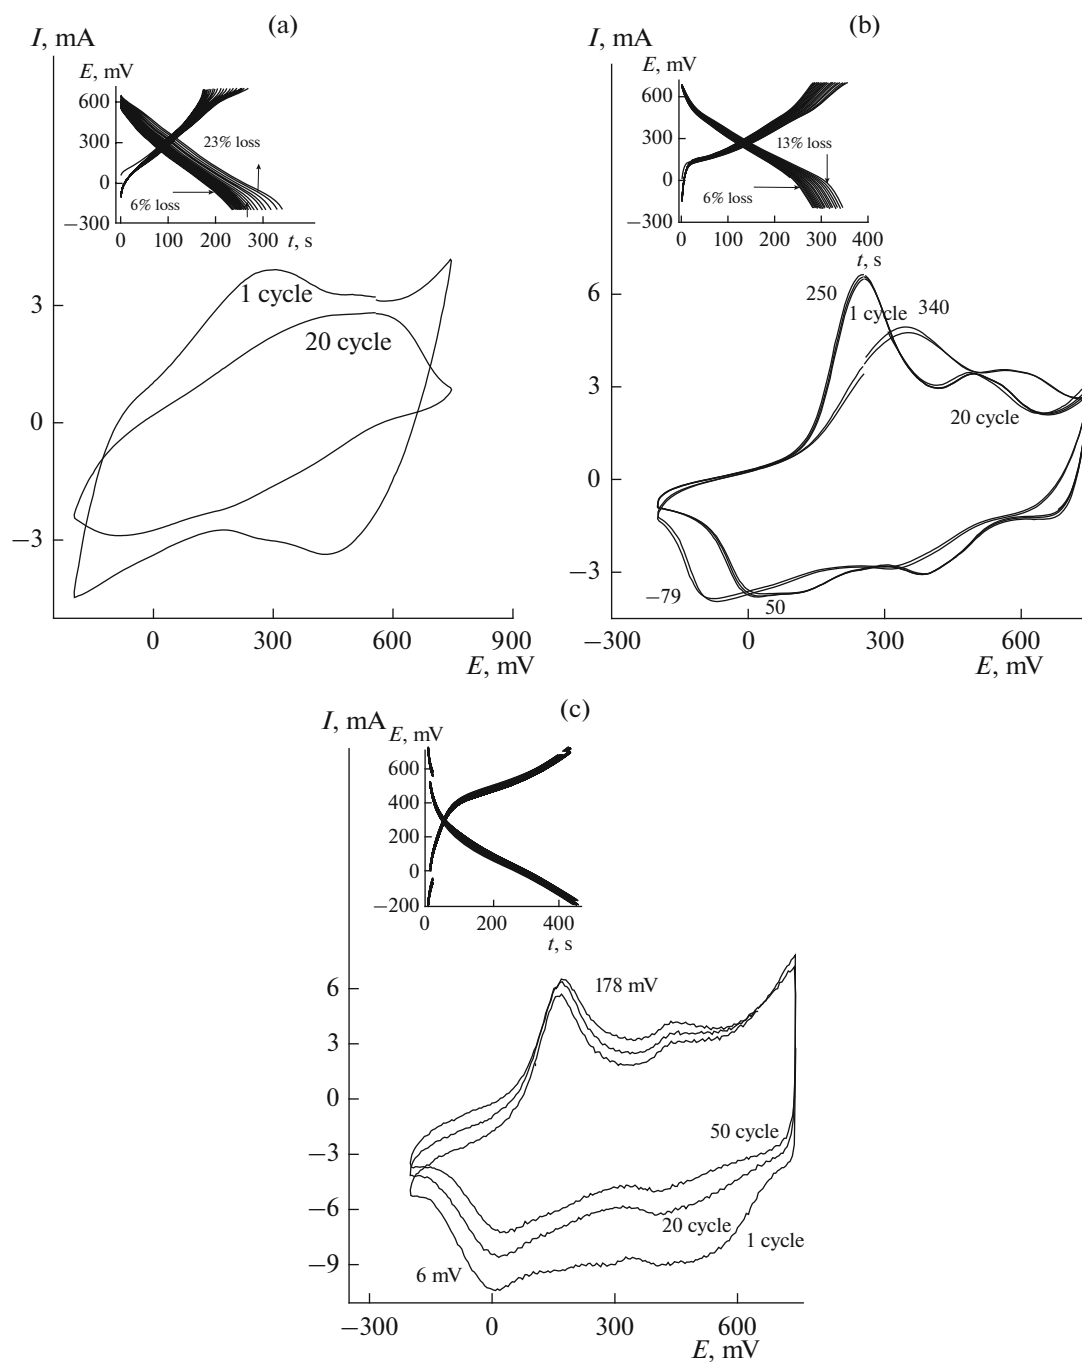 (a)
I, mA
E, mV
600
300
0
−300
23% loss
6% loss
0 100 200 300 t, s
3
0
−3
1 cycle
20 cycle
0 300 600 900
E, mV
(b)
I, mA
E, mV
600
300
0
−300
13% loss
6% loss
0 100 200 300 400
t, s
6
3
0
−3
250
1 cycle
340
20 cycle
−79
50
−300 0 300 600
E, mV
(c)
I, mA
E, mV
600
400
200
0
−200
0 200 400
t, s
6
3
0
−3
−6
−9
178 mV
50 cycle
20 cycle
1 cycle
6 mV
−300 0 300 600
E, mV